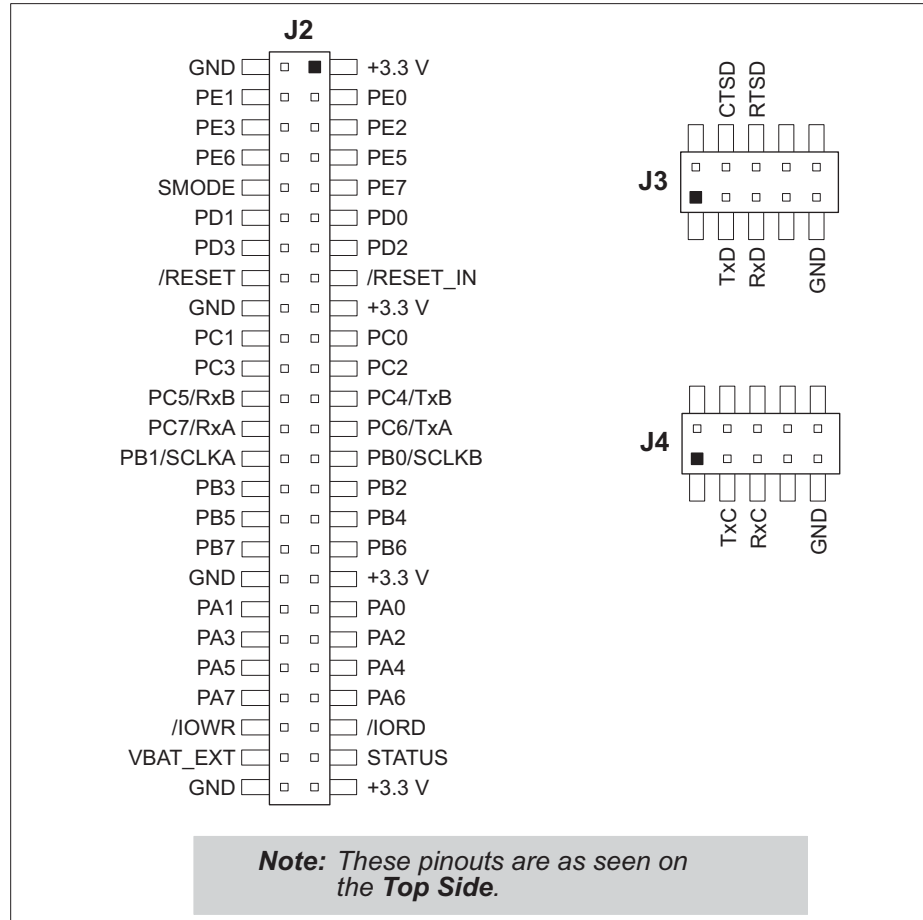 J2
GND +3.3 V
PE1 PE0
PE3 PE2
PE6 PE5
SMODE PE7
PD1 PD0
PD3 PD2
/RESET /RESET_IN
GND +3.3 V
PC1 PC0
PC3 PC2
PC5/RxB PC4/TxB
PC7/RxA PC6/TxA
PB1/SCLKA PB0/SCLKB
PB3 PB2
PB5 PB4
PB7 PB6
GND +3.3 V
PA1 PA0
PA3 PA2
PA5 PA4
PA7 PA6
/IOWR /IORD
VBAT_EXT STATUS
GND +3.3 V
CTSD
RTSD
J3
TxD
RxD
GND
J4
TxC
RxC
GND
Note: These pinouts are as seen on
the Top Side.